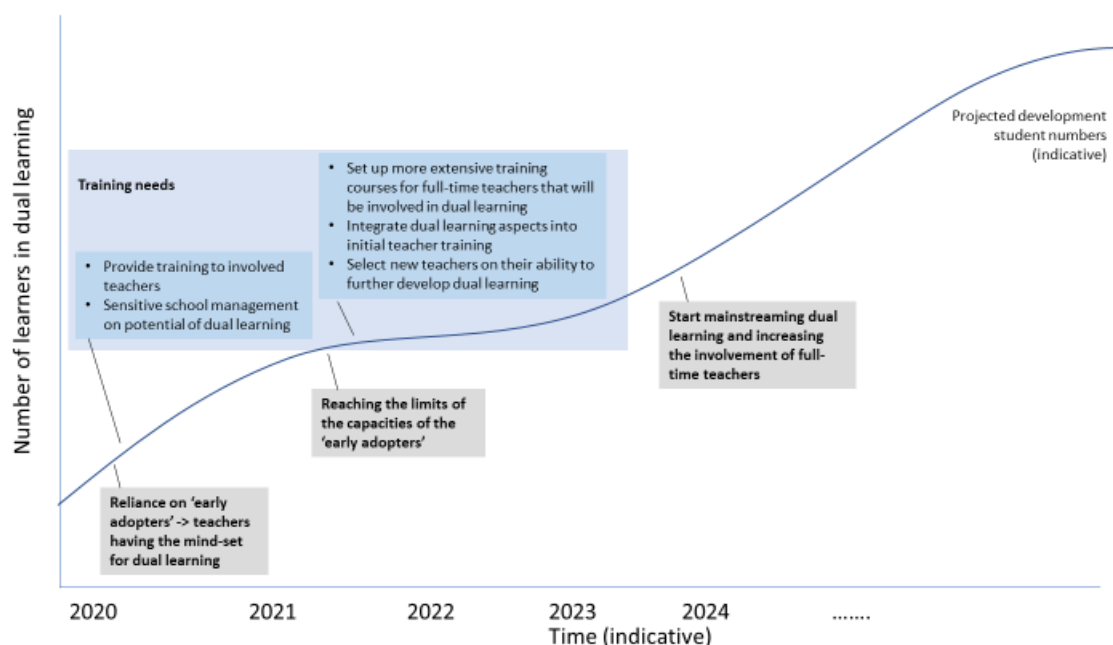 Number of learners in dual learning
Projected development
student numbers
(indicative)
Training needs
• Set up more extensive training
courses for full-time teachers that will
be involved in dual learning
• Integrate dual learning aspects into
initial teacher training
• Select new teachers on their ability to
further develop dual learning
• Provide training to involved
teachers
• Sensitive school management
on potential of dual learning
Start mainstreaming dual
learning and increasing
the involvement of full-
time teachers
Reaching the limits of
the capacities of the
‘early adopters’
Reliance on ‘early
adopters’ -> teachers
having the mind-set
for dual learning
2020 2021 2022 2023 2024 .......
Time (indicative)